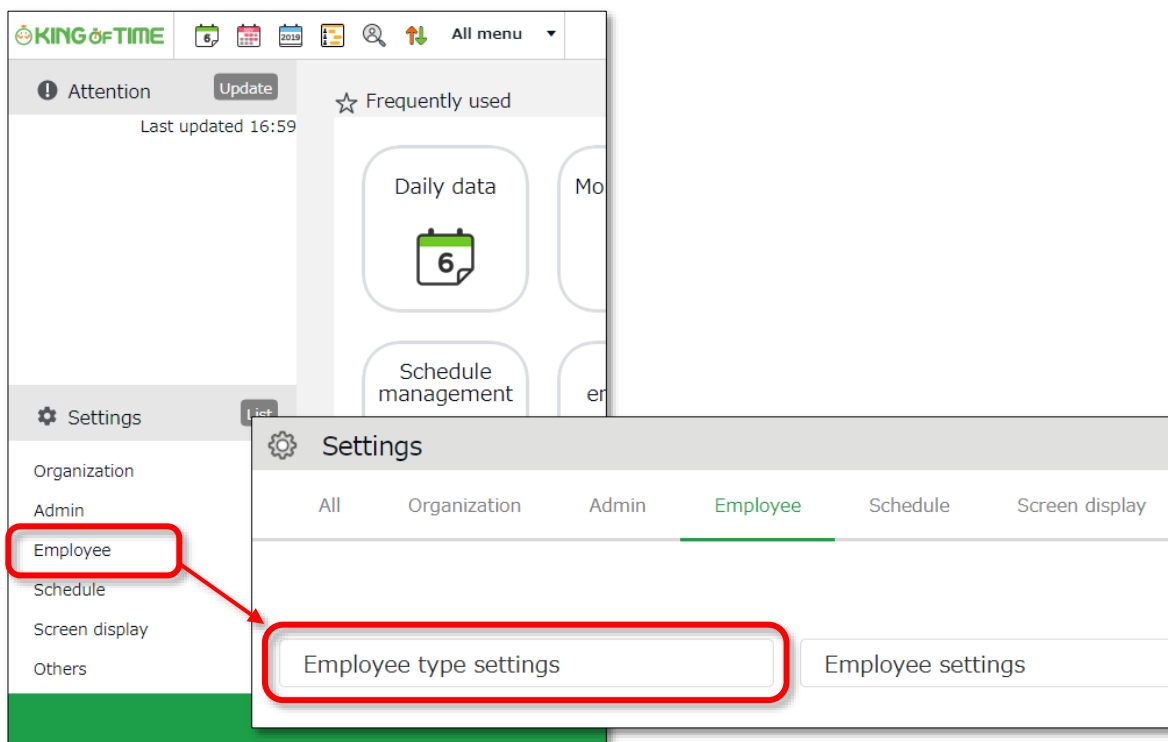 KING OF TIME 6 2019 All menu
Attention Update
Last updated 16:59
Frequently used
Daily data
6
Mo
Schedule
management
er
Settings List
Organization
Admin
Employee
Schedule
Screen display
Others
Settings
All Organization Admin Employee Schedule Screen display
Employee type settings Employee settings